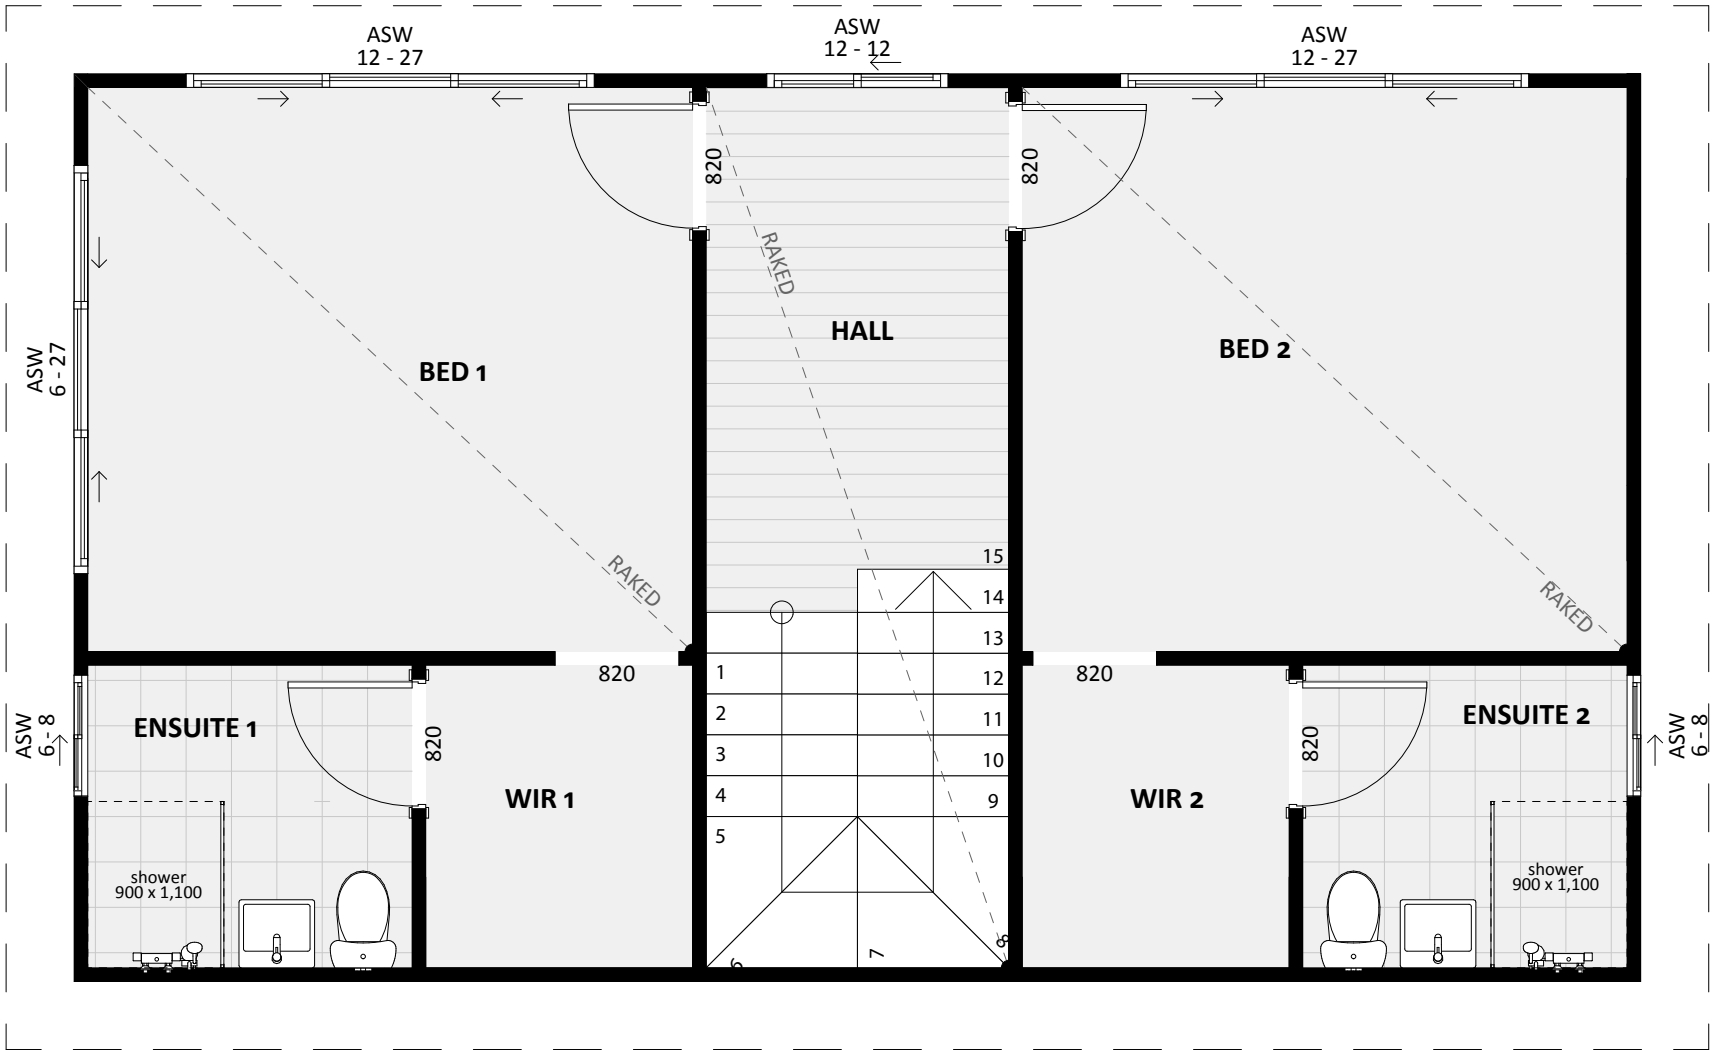 ASW
12 - 27
ASW
12 - 12
ASW
12 - 27
820
820
RAKED
HALL
BED 1
BED 2
ASW
6 - 27
RAKED
RAKED
15
14
13
12
11
10
9
8
7
6
5
4
3
2
1
820
820
ENSUITE 1
820
WIR 1
ASW
6 - 8
shower
900 x 1,100
WIR 2
820
ENSUITE 2
ASW
6 - 8
shower
900 x 1,100